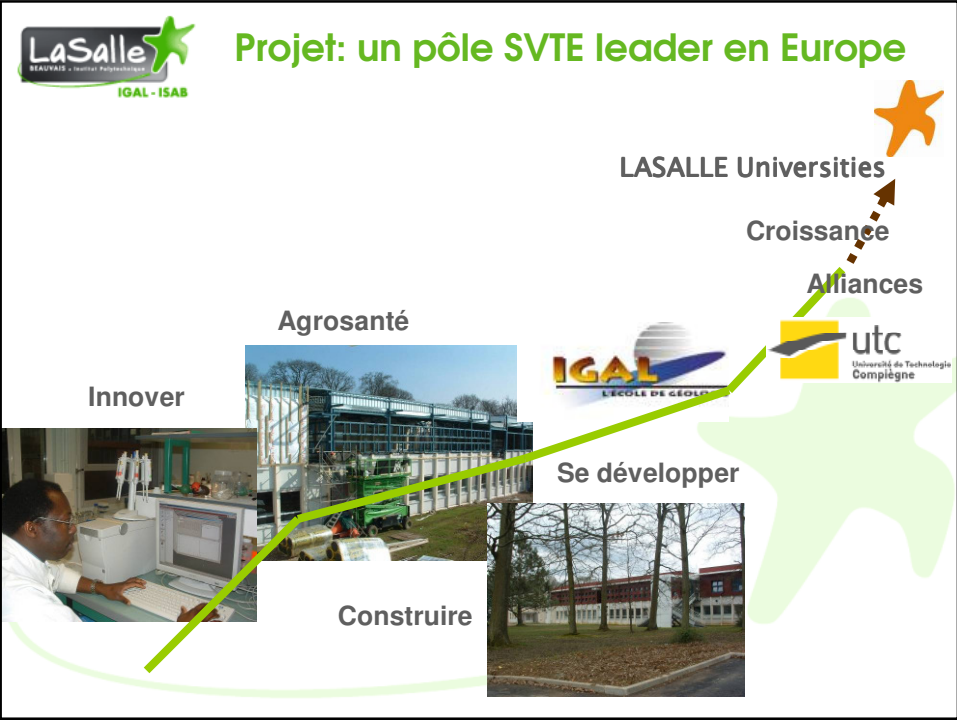 LaSalle
BEAUVAIS • Institut Polytechnique
IGAL - ISAB
Projet: un pôle SVTE leader en Europe
LASALLE Universities
Croissance
Alliances
Agrosanté
utc
Université de Technologie
Compiègne
IGAL
L'ÉCOLE DE
Innover
Se développer
Construire